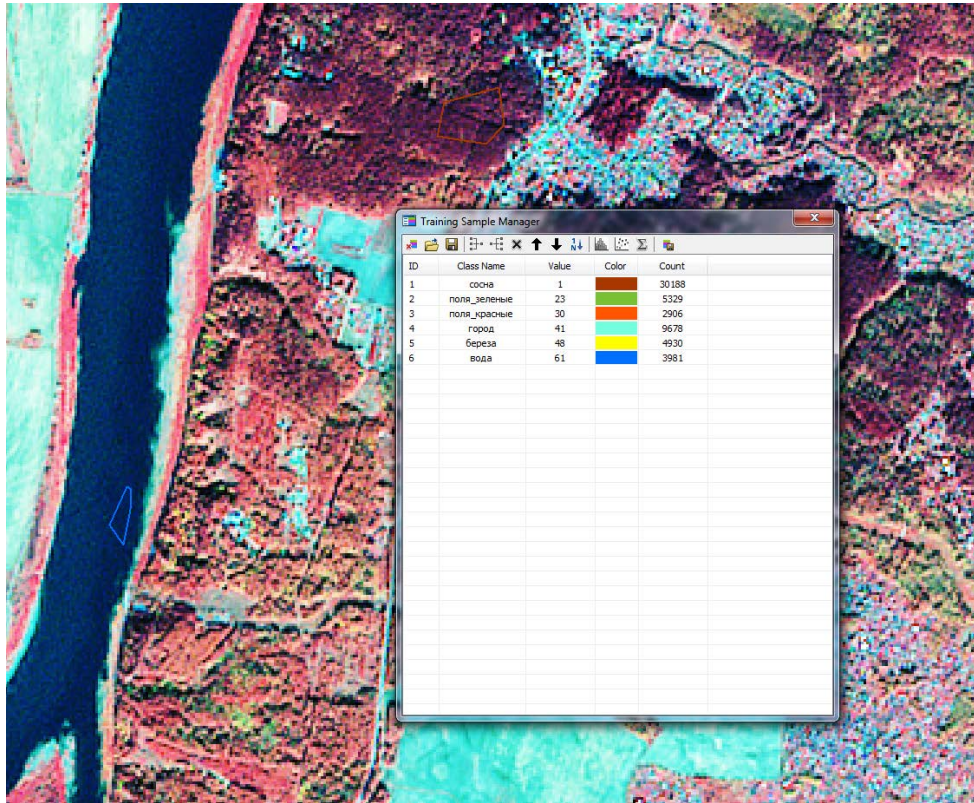 Training Sample Manager
ID Class Name Value Color Count
1 сосна 1 30188
2 поля_зеленые 23 5329
3 поля_красные 30 2906
4 город 41 9678
5 береза 48 4930
6 вода 61 3981